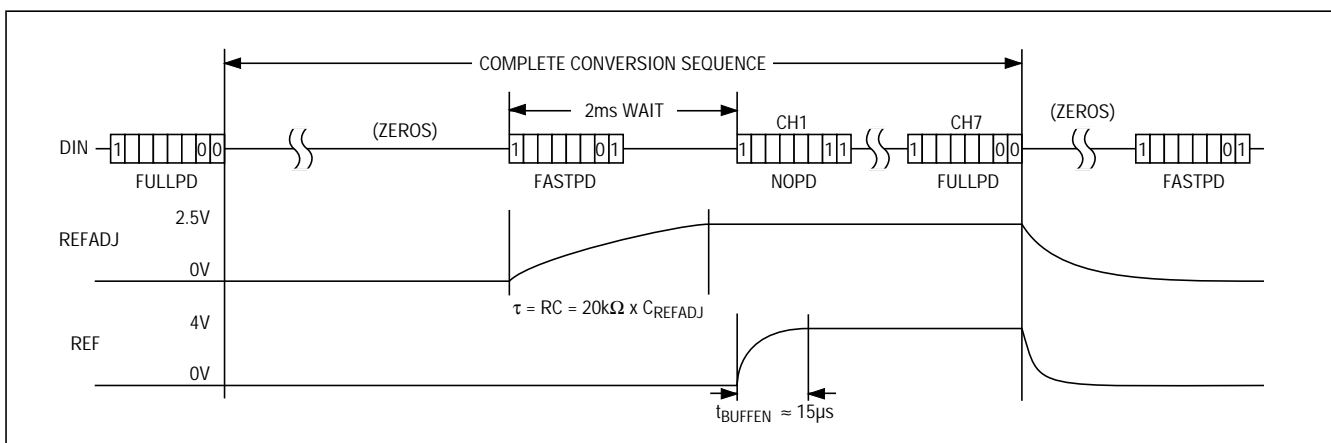 COMPLETE CONVERSION SEQUENCE
2ms WAIT
(ZEROS)
(ZEROS)
CH1
CH7
DIN
1 0 0
1 0 1
1 1 1
1 0 0
1 0 1
FULLPD
FASTPD
NOPD
FULLPD
FASTPD
2.5V
REFADJ
0V
τ = RC = 20kΩ x CREFADJ
4V
REF
0V
tBUFFEN ≈ 15µs